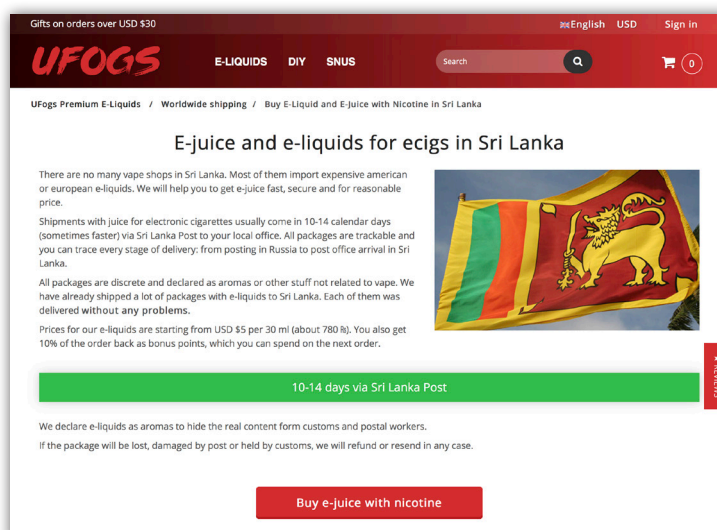 Gifts on orders over USD $30
English USD Sign in
UFOGS
E-LIQUIDS DIY SNUS
Search
0
UFogs Premium E-Liquids / Worldwide shipping / Buy E-Liquid and E-Juice with Nicotine in Sri Lanka
E-juice and e-liquids for ecigs in Sri Lanka
There are no many vape shops in Sri Lanka. Most of them import expensive american
or european e-liquids. We will help you to get e-juice fast, secure and for reasonable
price.
Shipments with juice for electronic cigarettes usually come in 10-14 calendar days
(sometimes faster) via Sri Lanka Post to your local office. All packages are trackable and
you can trace every stage of delivery: from posting in Russia to post office arrival in Sri
Lanka.
All packages are discrete and declared as aromas or other stuff not related to vape. We
have already shipped a lot of packages with e-liquids to Sri Lanka. Each of them was
delivered without any problems.
Prices for our e-liquids are starting from USD $5 per 30 ml (about 780 ₨). You also get
10% of the order back as bonus points, which you can spend on the next order.
10-14 days via Sri Lanka Post
We declare e-liquids as aromas to hide the real content form customs and postal workers.
If the package will be lost, damaged by post or held by customs, we will refund or resend in any case.
Buy e-juice with nicotine